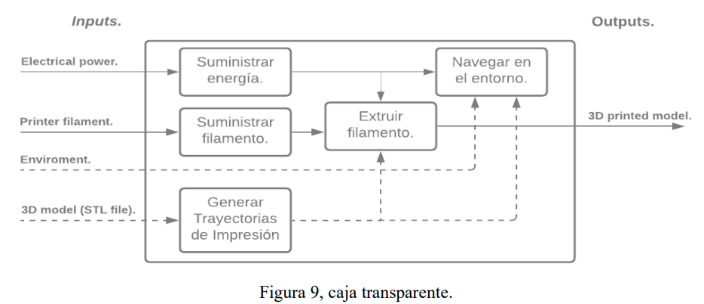 Inputs.
Outputs.
Electrical power.
Suministrar
energía.
Navegar en
el entorno.
Printer filament.
Suministrar
filamento.
Extruir
filamento.
3D printed model.
Enviroment.
3D model (STL file).
Generar
Trayectorias
de Impresión
Figura 9, caja transparente.